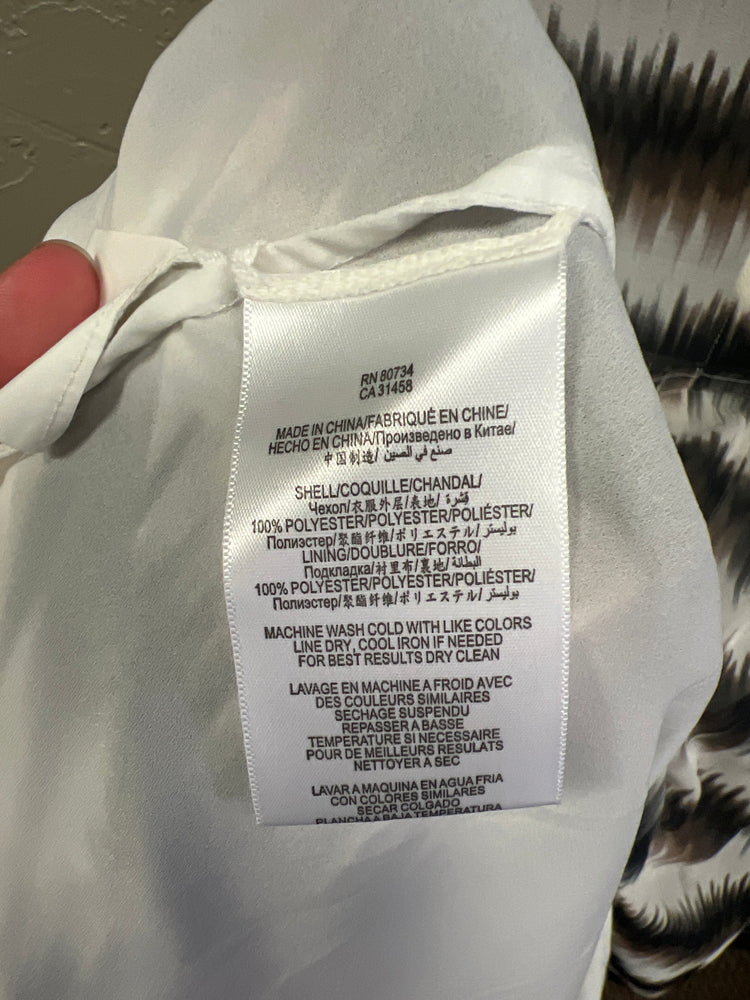 RN 80734
CA 31458
MADE IN CHINA/FABRIQUÉ EN CHINE/
HECHO EN CHINA/Произведено в Китае/
中国制造/ صنع في الصين
SHELL/COQUILLE/CHANDAL/
Чехол/衣服外层/表地/ قشرة
100% POLYESTER/POLYESTER/POLIÉSTER/
Полиэстер/聚酯纤维/ポリエステル/ بوليستر
LINING/DOUBLURE/FORRO/
Подкладка/衬里布/裏地/ البطانة
100% POLYESTER/POLYESTER/POLIÉSTER/
Полиэстер/聚酯纤维/ポリエステル/ بوليستر
MACHINE WASH COLD WITH LIKE COLORS
LINE DRY, COOL IRON IF NEEDED
FOR BEST RESULTS DRY CLEAN
LAVAGE EN MACHINE A FROID AVEC
DES COULEURS SIMILAIRES
SECHAGE SUSPENDU
REPASSER A BASSE
TEMPERATURE SI NECESSAIRE
POUR DE MEILLEURS RESULATS
NETTOYER A SEC
LAVAR A MAQUINA EN AGUA FRIA
CON COLORES SIMILARES
SECAR COLGADO
PLANCHA A BAJA TEMPERATURA